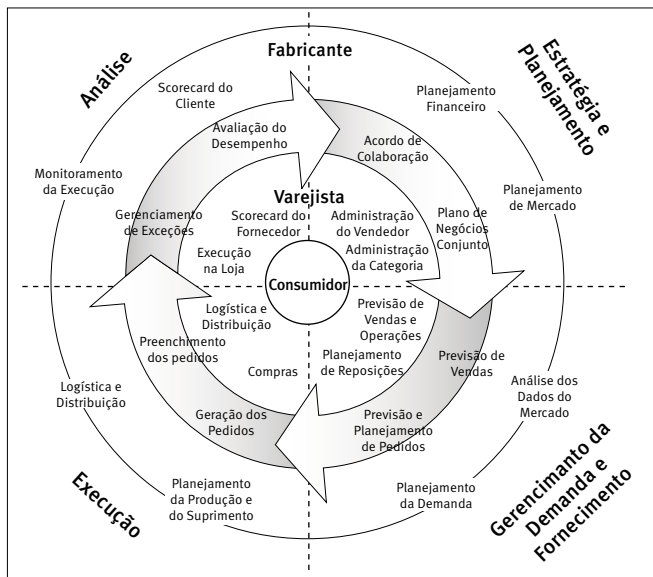 Fabricante
Análise
Estratégia e
Planejamento
Scorecard do
Cliente
Planejamento
Financeiro
Avaliação do
Desempenho
Acordo de
Colaboração
Monitoramento
da Execução
Planejamento
de Mercado
Varejista
Gerenciamento
de Exceções
Scorecard do
Fornecedor
Administração
do Vendedor
Plano de
Negócios
Conjunto
Execução
na Loja
Administração
da Categoria
Consumidor
Logística e
Distribuição
Previsão de
Vendas e
Operações
Preenchimento
dos pedidos
Compras
Planejamento
de Reposições
Previsão de
Vendas
Logística e
Distribuição
Análise dos
Dados do
Mercado
Geração dos
Pedidos
Previsão e
Planejamento
de Pedidos
Planejamento
da Produção e
do Suprimento
Planejamento
da Demanda
Execução
Gerencimanto da
Demanda e
Fornecimento